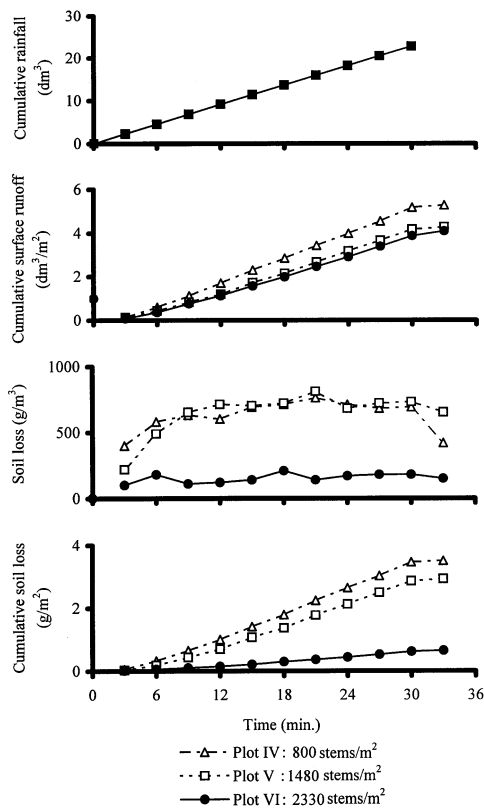 Cumulative rainfall
(dm³)
30
20
10
0
Cumulative surface runoff
(dm³/m²)
6
4
2
0
Soil loss (g/m³)
1000
500
0
Cumulative soil loss
(g/m²)
4
2
0
0 6 12 18 24 30 36
Time (min.)
Plot IV: 800 stems/m²
Plot V: 1480 stems/m²
Plot VI: 2330 stems/m²